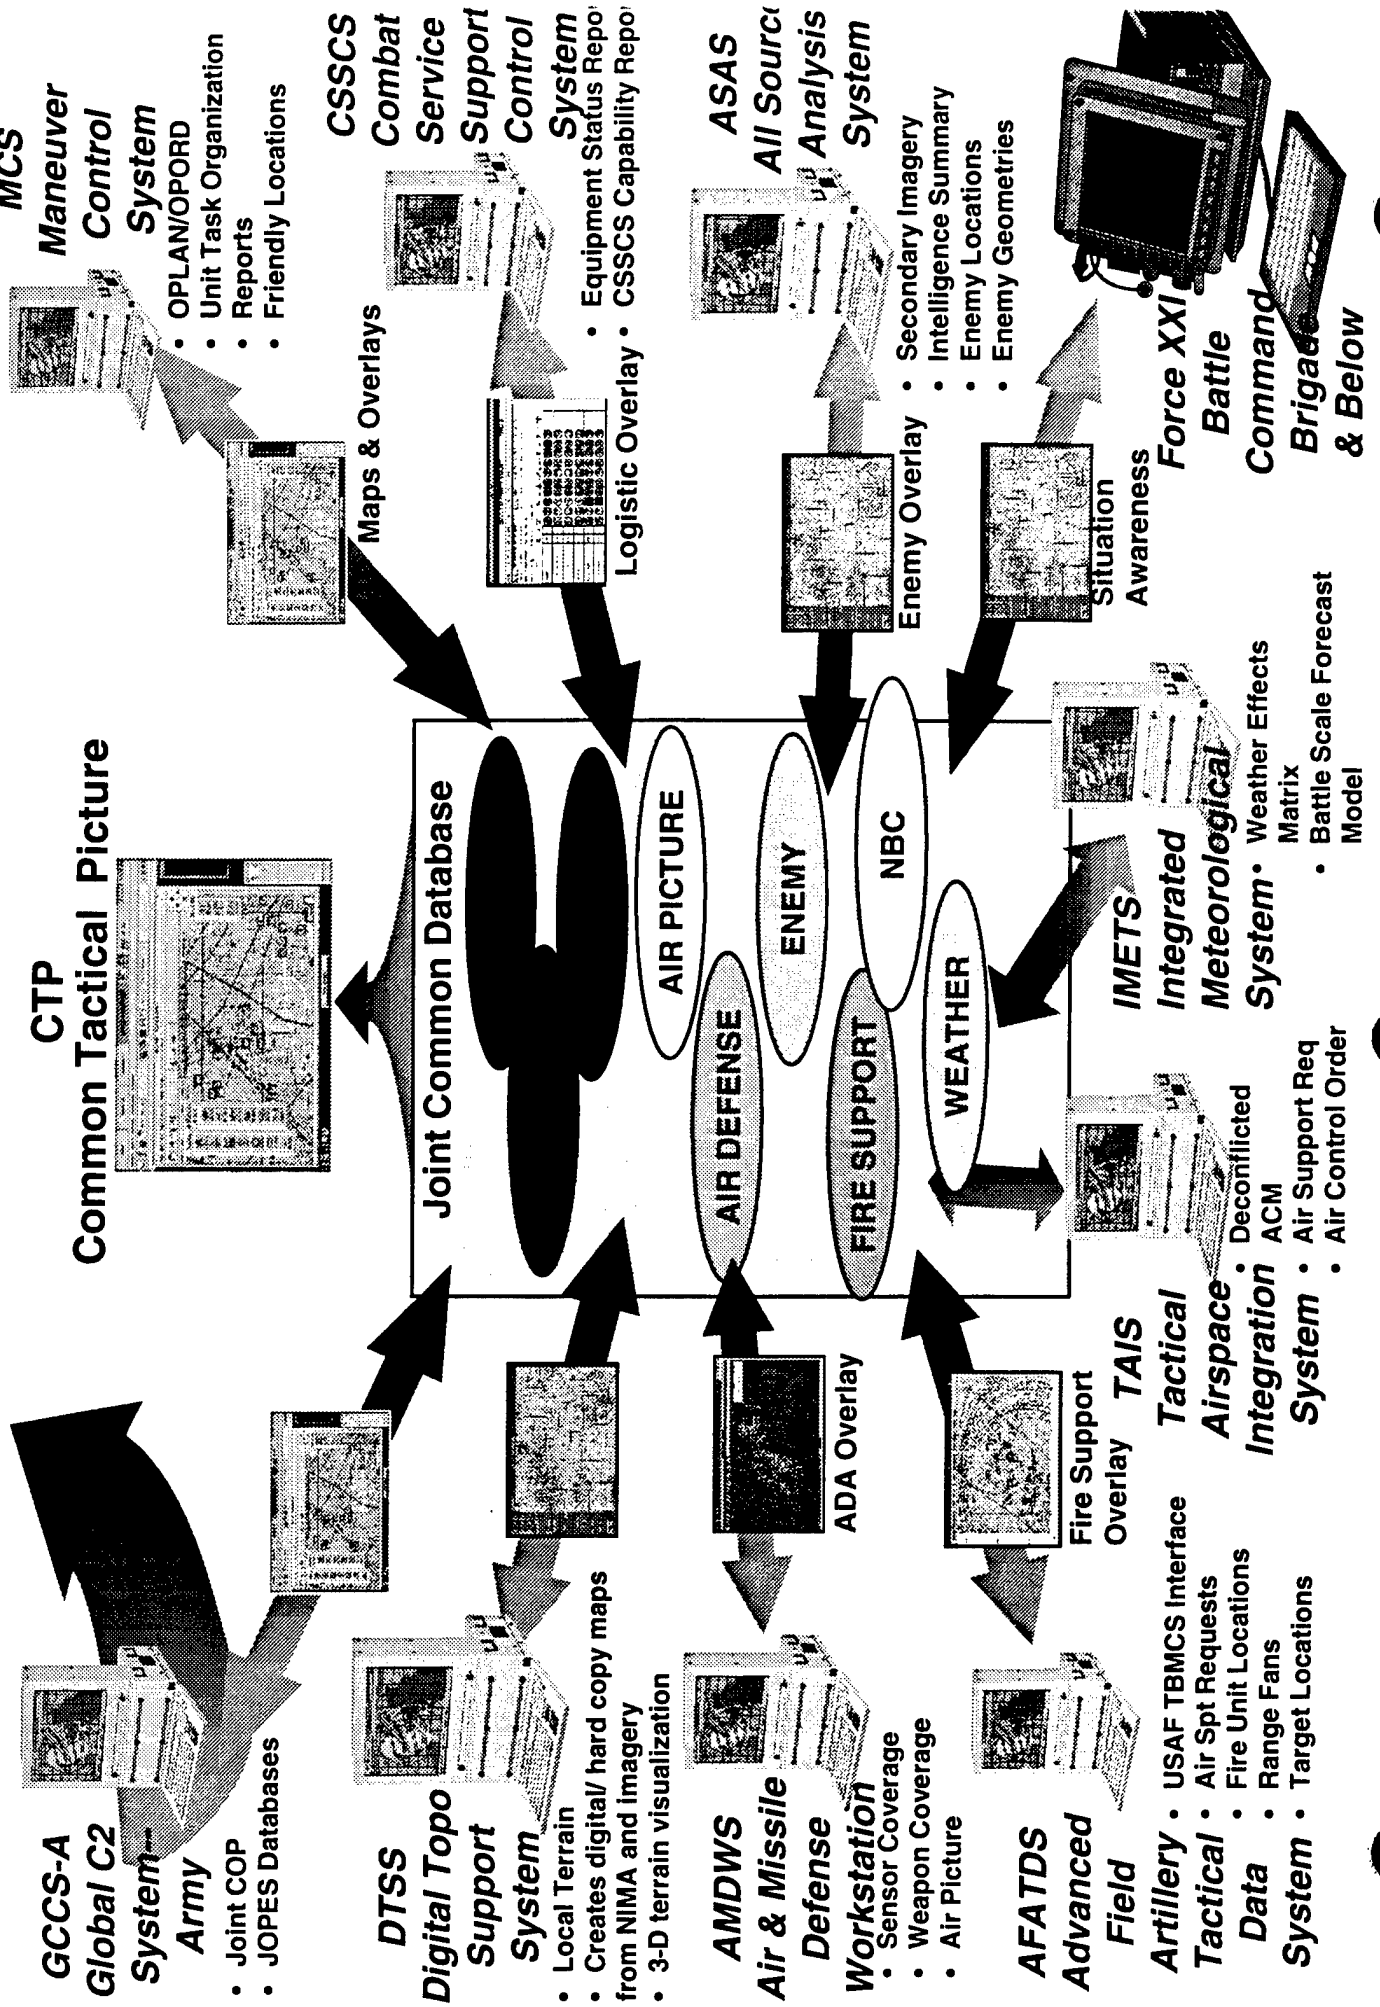 CTP
Common Tactical Picture
GCCS-A
Global C2
System--
Army
• Joint COP
• JOPES Databases
MCS
Maneuver
Control
System
• OPLAN/OPORD
• Unit Task Organization
• Reports
• Friendly Locations
Maps & Overlays
Joint Common Database
AIR PICTURE
AIR DEFENSE
ENEMY
FIRE SUPPORT
NBC
WEATHER
DTSS
Digital Topo
Support
System
• Local Terrain
• Creates digital/ hard copy maps
from NIMA and imagery
• 3-D terrain visualization
CSSCS
Combat
Service
Support
Control
System
• Equipment Status Repo
• CSSCS Capability Repo
Logistic Overlay
AMDWS
Air & Missile
Defense
Workstation
• Sensor Coverage
• Weapon Coverage
• Air Picture
ADA Overlay
ASAS
All Sourc
Analysis
System
• Secondary Imagery
• Intelligence Summary
• Enemy Locations
• Enemy Geometries
Enemy Overlay
AFATDS
Advanced
Field
Artillery
Tactical
Data
System
• USAF TBMCS Interface
• Air Spt Requests
• Fire Unit Locations
• Range Fans
• Target Locations
Fire Support
Overlay
TAIS
Tactical
Airspace
Integration
System
• Deconflicted
ACM
• Air Support Req
• Air Control Order
IMETS
Integrated
Meteorological
System
• Weather Effects
Matrix
• Battle Scale Forecast
Model
Situation
Awareness
Force XXI
Battle
Command
Brigade
& Below